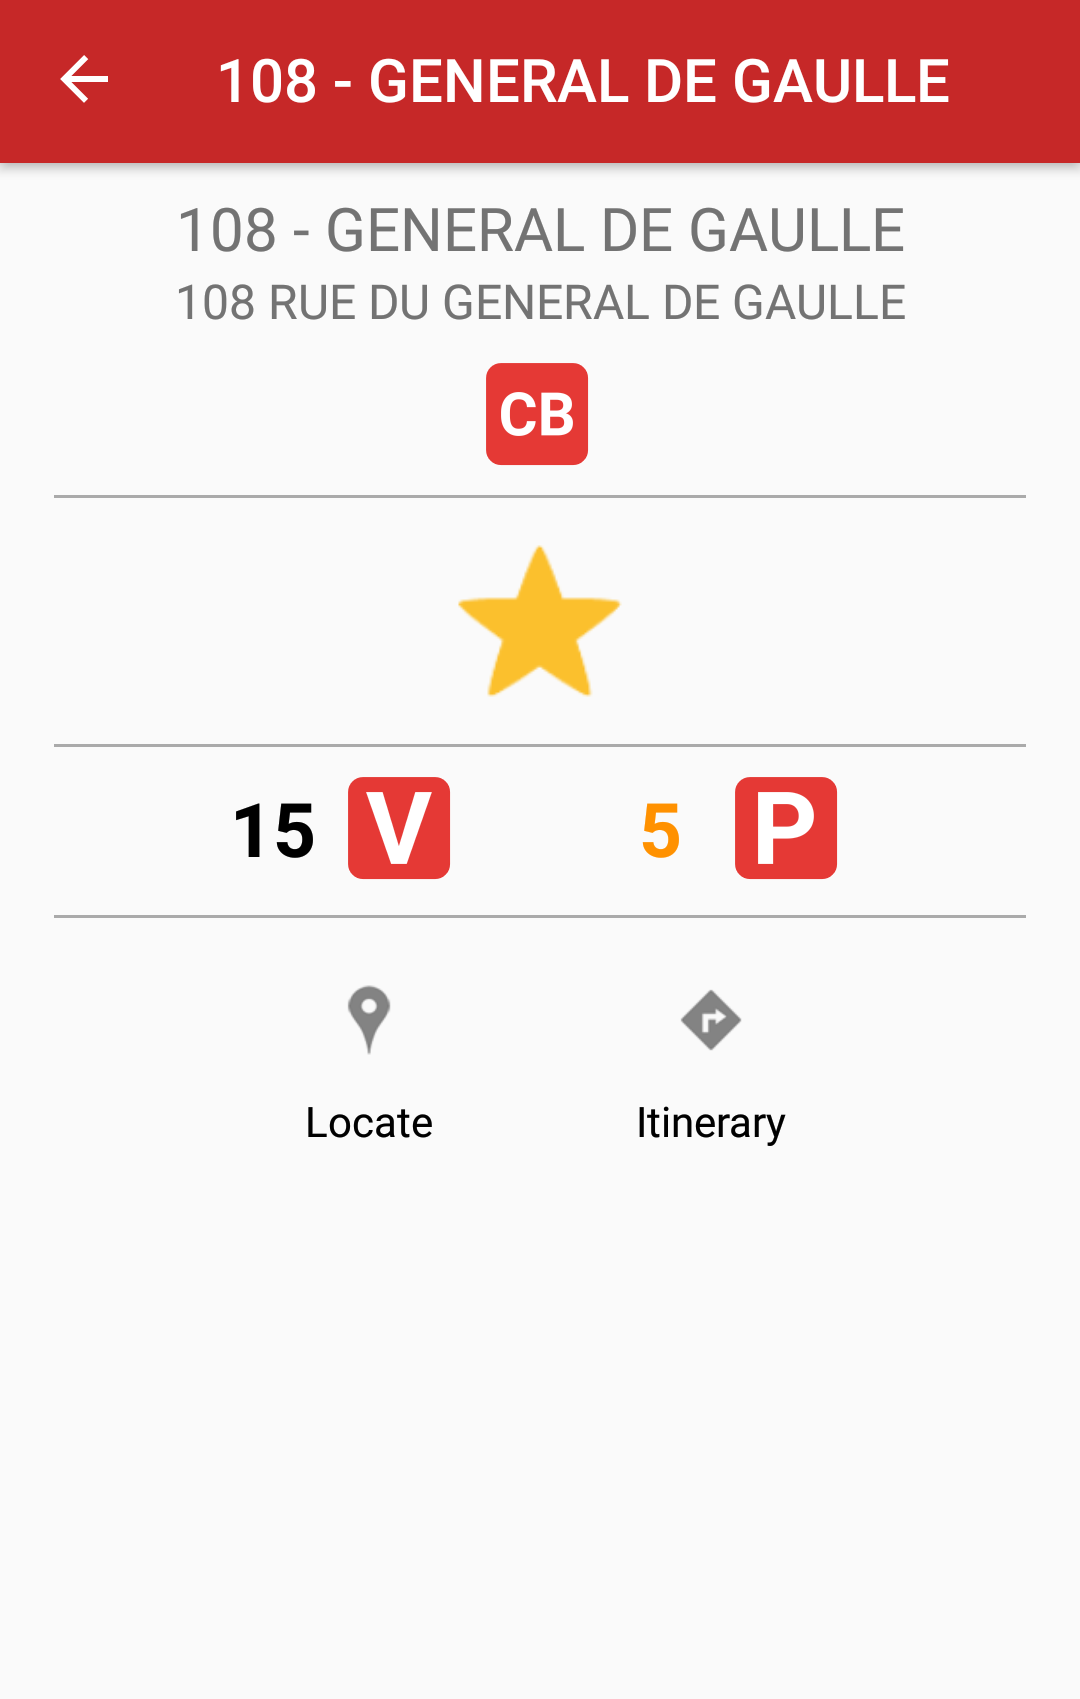 108 - GENERAL DE GAULLE
108 - GENERAL DE GAULLE
108 RUE DU GENERAL DE GAULLE
CB
15 V 5 P
Locate Itinerary